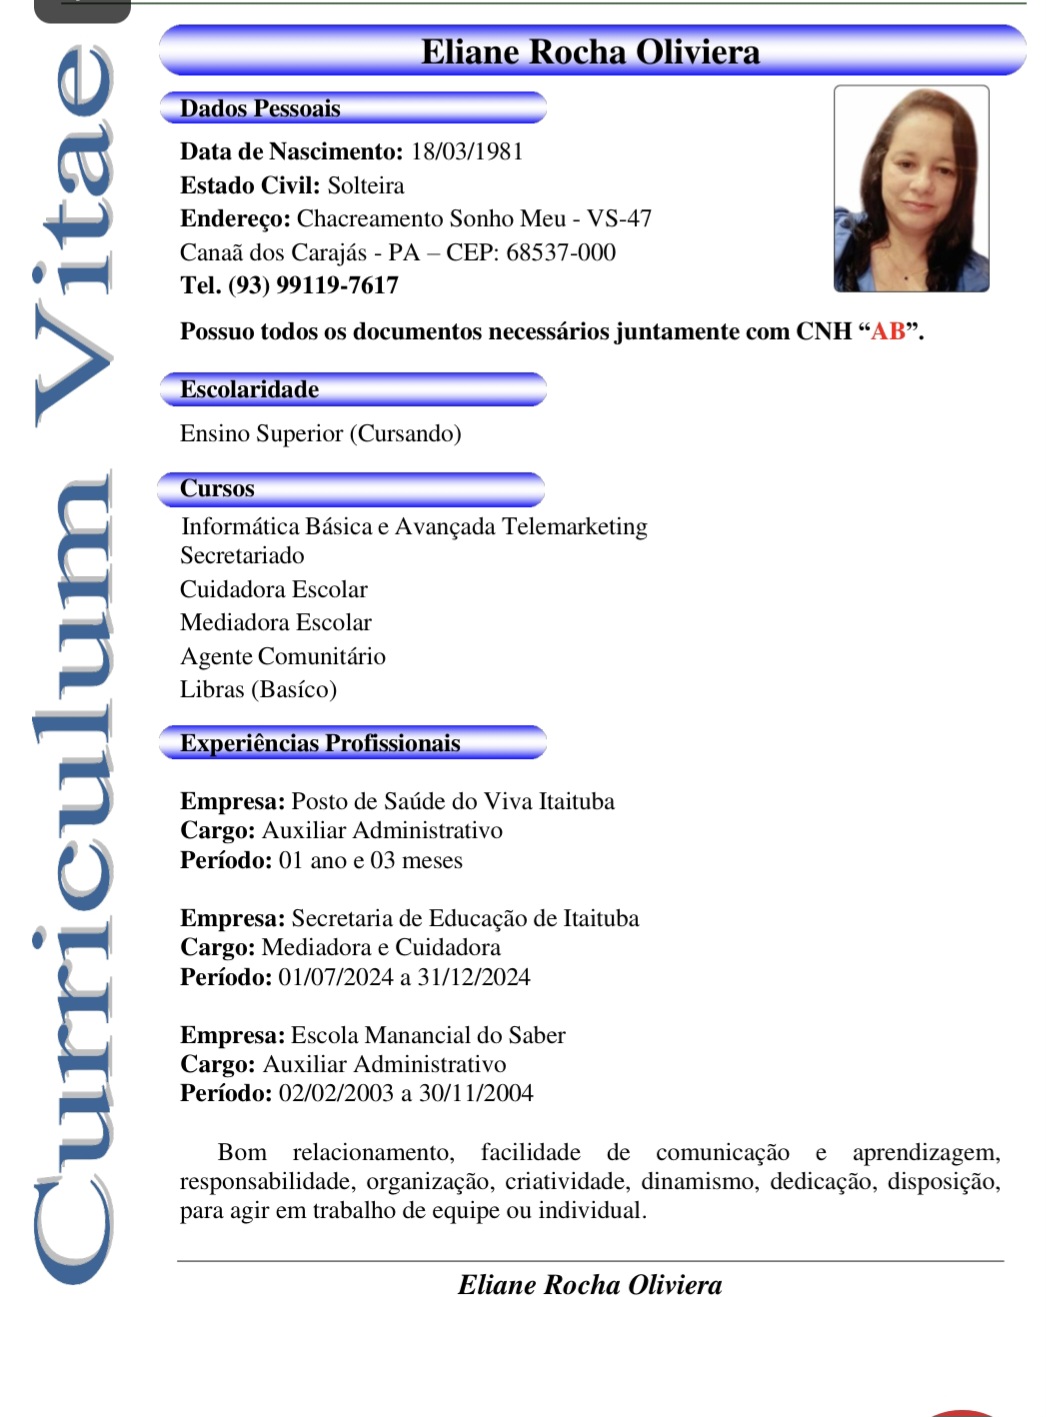 Curriculum Vitae
Eliane Rocha Oliviera
Dados Pessoais
Data de Nascimento: 18/03/1981
Estado Civil: Solteira
Endereço: Chacreamento Sonho Meu - VS-47
Canaã dos Carajás - PA – CEP: 68537-000
Tel. (93) 99119-7617
Possuo todos os documentos necessários juntamente com CNH “AB”.
Escolaridade
Ensino Superior (Cursando)
Cursos
Informática Básica e Avançada Telemarketing
Secretariado
Cuidadora Escolar
Mediadora Escolar
Agente Comunitário
Libras (Basíco)
Experiências Profissionais
Empresa: Posto de Saúde do Viva Itaituba
Cargo: Auxiliar Administrativo
Período: 01 ano e 03 meses
Empresa: Secretaria de Educação de Itaituba
Cargo: Mediadora e Cuidadora
Período: 01/07/2024 a 31/12/2024
Empresa: Escola Manancial do Saber
Cargo: Auxiliar Administrativo
Período: 02/02/2003 a 30/11/2004
Bom relacionamento, facilidade de comunicação e aprendizagem,
responsabilidade, organização, criatividade, dinamismo, dedicação, disposição,
para agir em trabalho de equipe ou individual.
Eliane Rocha Oliviera